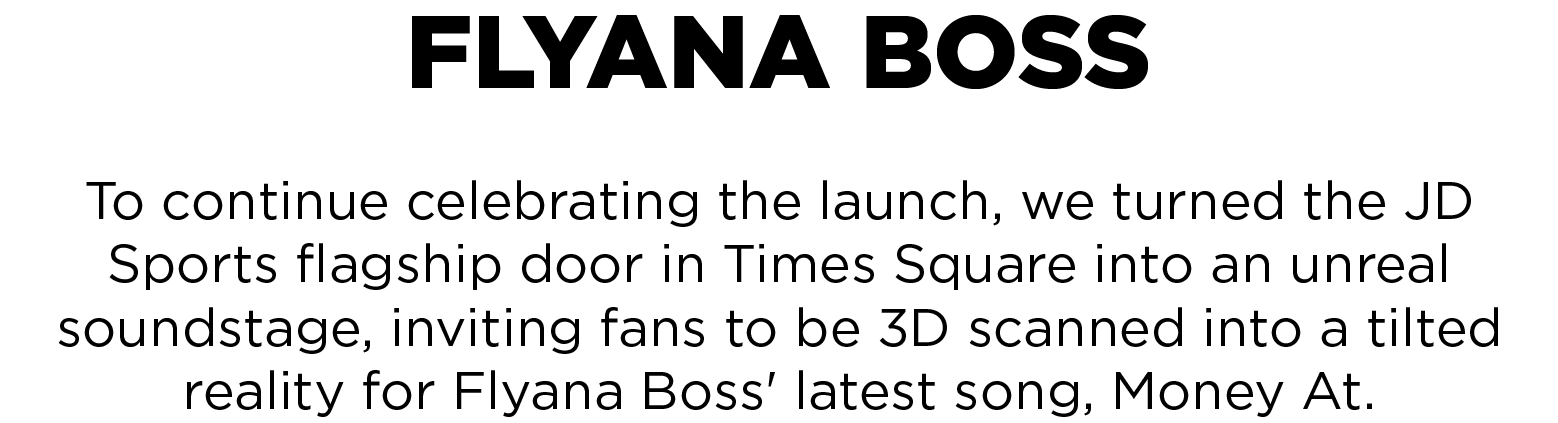 FLYANA BOSS
To continue celebrating the launch, we turned the JD
Sports flagship door in Times Square into an unreal
soundstage, inviting fans to be 3D scanned into a tilted
reality for Flyana Boss' latest song, Money At.